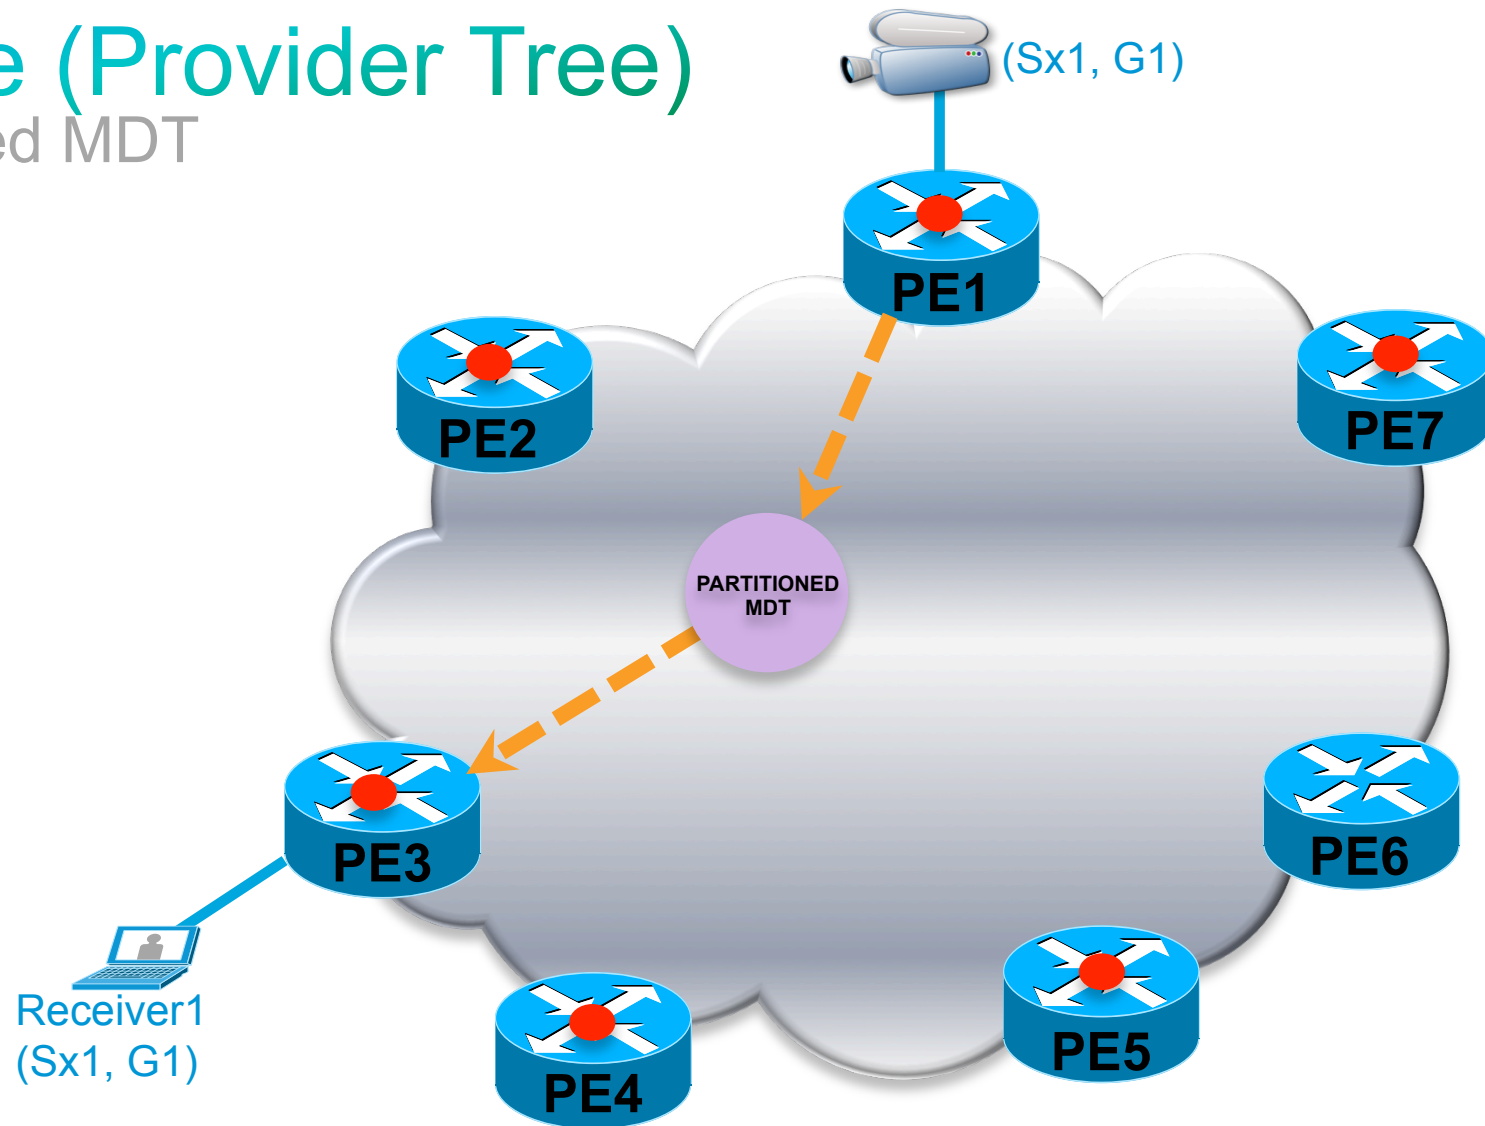 e (Provider Tree)
ed MDT
(Sx1, G1)
PE1
PE2
PE7
PARTITIONED
MDT
PE3
PE6
Receiver1
(Sx1, G1)
PE5
PE4